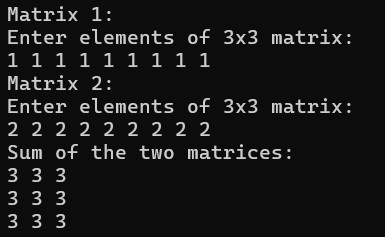 Matrix 1:
Enter elements of 3x3 matrix:
1 1 1 1 1 1 1 1 1
Matrix 2:
Enter elements of 3x3 matrix:
2 2 2 2 2 2 2 2 2
Sum of the two matrices:
3 3 3
3 3 3
3 3 3